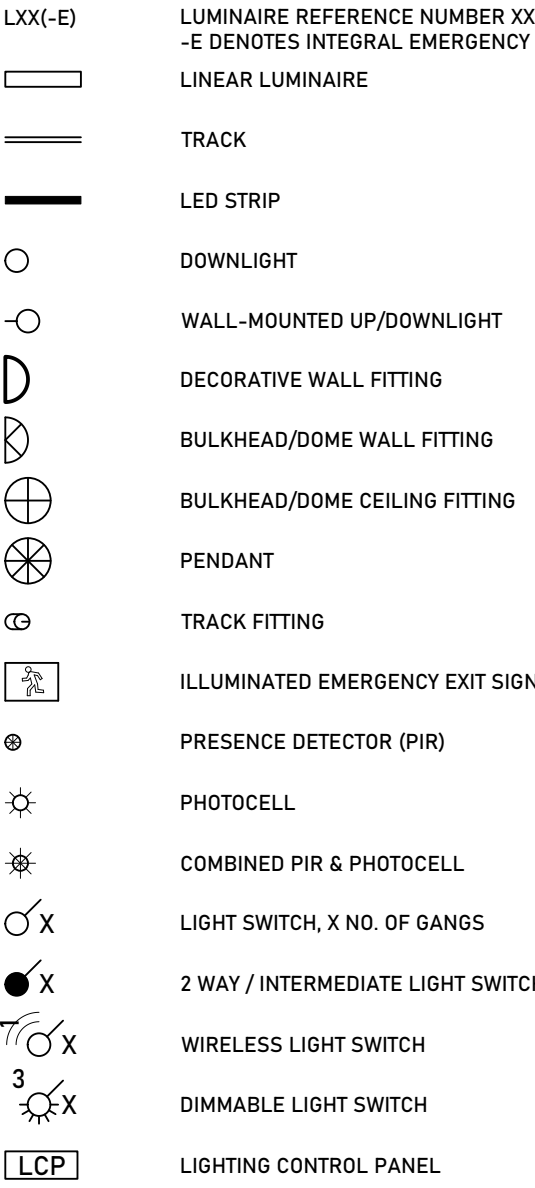 LXX(-E) LUMINAIRE REFERENCE NUMBER XX
-E DENOTES INTEGRAL EMERGENCY
LINEAR LUMINAIRE
TRACK
LED STRIP
DOWNLIGHT
WALL-MOUNTED UP/DOWNLIGHT
DECORATIVE WALL FITTING
BULKHEAD/DOME WALL FITTING
BULKHEAD/DOME CEILING FITTING
PENDANT
TRACK FITTING
ILLUMINATED EMERGENCY EXIT SIGN
PRESENCE DETECTOR (PIR)
PHOTOCELL
COMBINED PIR & PHOTOCELL
X LIGHT SWITCH, X NO. OF GANGS
X 2 WAY / INTERMEDIATE LIGHT SWITCH
X WIRELESS LIGHT SWITCH
3
X DIMMABLE LIGHT SWITCH
LCP LIGHTING CONTROL PANEL